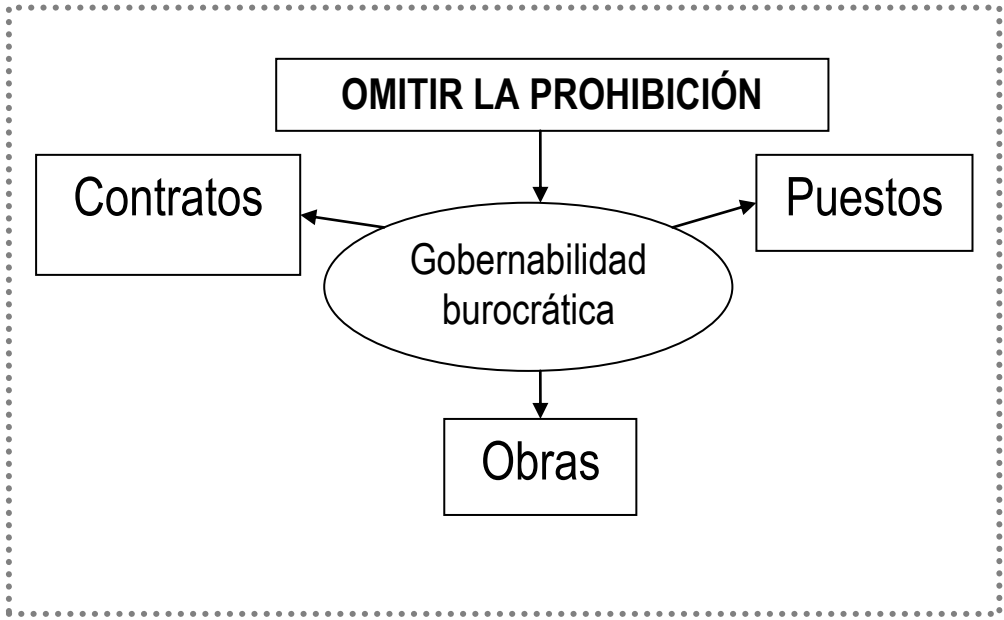 OMITIR LA PROHIBICIÓN
Contratos
Puestos
Gobernabilidad
burocrática
Obras